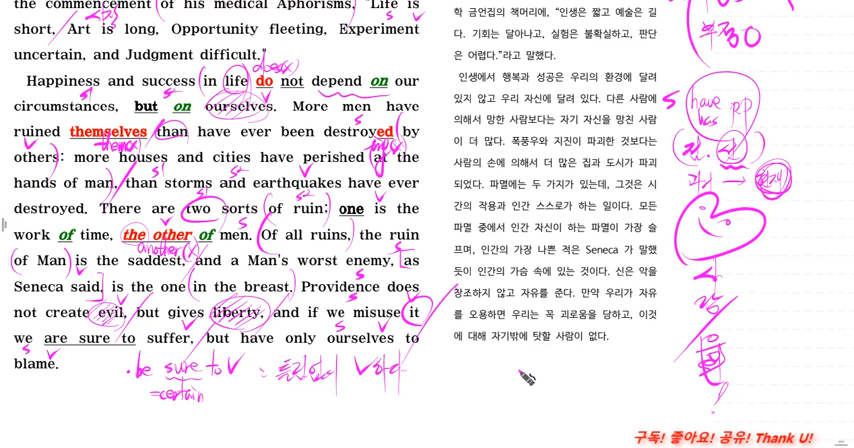 the commencement of his medical Aphorisms, "Life is
short, Art is long, Opportunity fleeting, Experiment
uncertain, and Judgment difficult."
Happiness and success in life do not depend on our
circumstances, but on ourselves. More men have
ruined themselves than have ever been destroyed by
others: more houses and cities have perished at the
hands of man, than storms and earthquakes have ever
destroyed. There are two sorts of ruin; one is the
work of time, the other of men. Of all ruins, the ruin
another(x)
of Man is the saddest, and a Man's worst enemy, as
Seneca said, is the one in the breast. Providence does
not create evil, but gives liberty, and if we misuse it
we are sure to suffer, but have only ourselves to
blame.
· be sure to V : 틀림없이 V하다
=certain
학 금언집의 책머리에, "인생은 짧고 예술은 길
다. 기회는 달아나고, 실험은 불확실하고, 판단
은 어렵다."라고 말했다.
인생에서 행복과 성공은 우리의 환경에 달려
있지 않고 우리 자신에 달려 있다. 다른 사람에
의해서 망한 사람보다는 자기 자신을 망친 사람
이 더 많다. 폭풍우와 지진이 파괴한 것보다는
사람의 손에 의해서 더 많은 집과 도시가 파괴
되었다. 파멸에는 두 가지가 있는데, 그것은 시
간의 작용과 인간 스스로가 하는 일이다. 모든
파멸 중에서 인간 자신이 하는 파멸이 가장 슬
프며, 인간의 가장 나쁜 적은 Seneca 가 말했
듯이 인간의 가슴 속에 있는 것이다. 신은 악을
창조하지 않고 자유를 준다. 만약 우리가 자유
를 오용하면 우리는 꼭 괴로움을 당하고, 이것
에 대해 자기밖에 탓할 사람이 없다.
부정O
S have PP
has
과거 → 현재
사람
구독! 좋아요! 공유! Thank U!